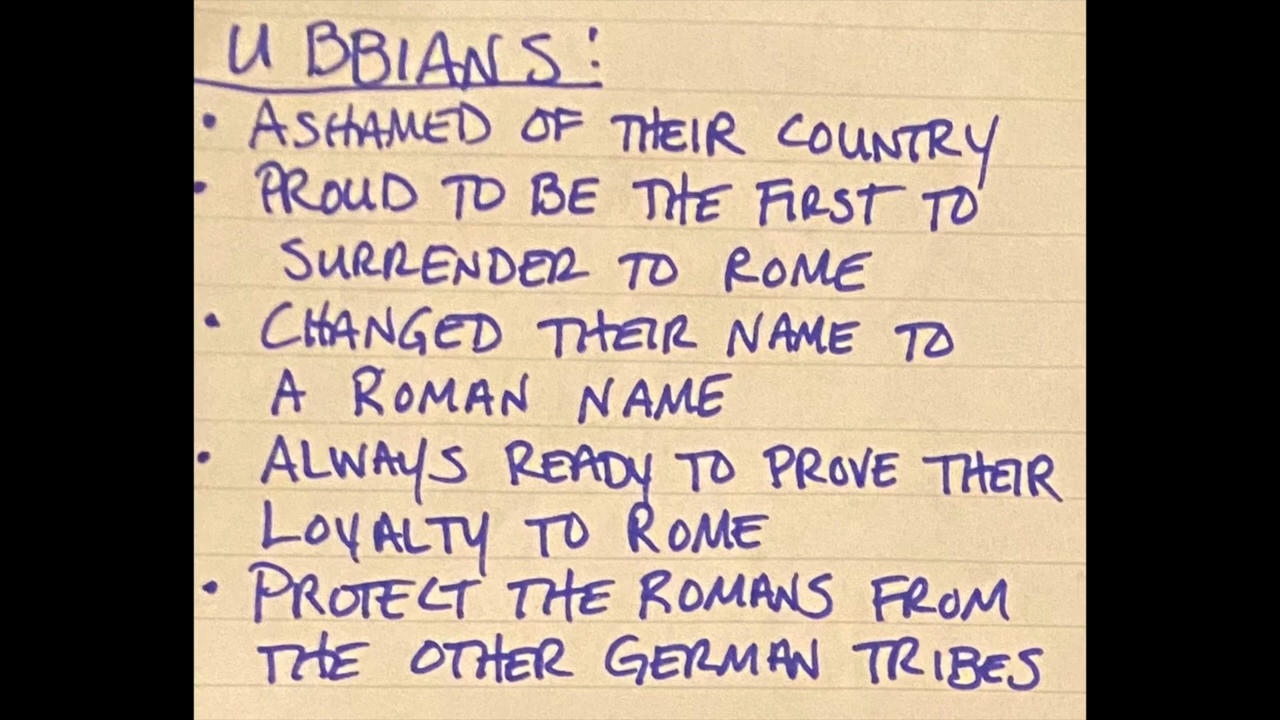 U BBIANS:
• ASHAMED OF THEIR COUNTRY
• PROUD TO BE THE FIRST TO
SURRENDER TO ROME
• CHANGED THEIR NAME TO
A ROMAN NAME
• ALWAYS READY TO PROVE THEIR
LOYALTY TO ROME
• PROTECT THE ROMANS FROM
THE OTHER GERMAN TRIBES